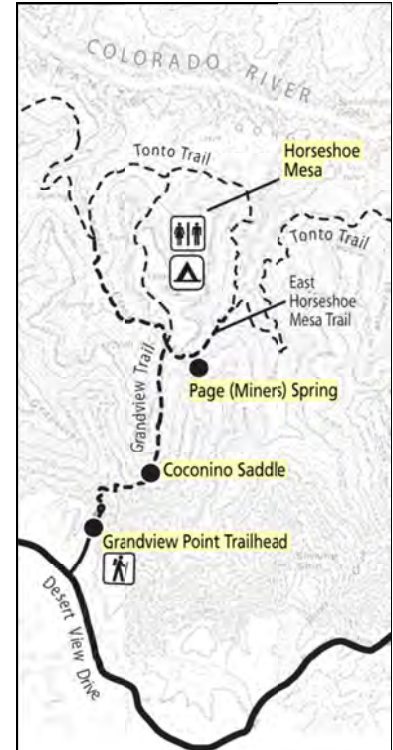 COLORADO RIVER
Tonto Trail
Horseshoe
Mesa
Tonto Trail
East
Horseshoe
Mesa Trail
Grandview Trail
Page (Miners) Spring
Coconino Saddle
Grandview Point Trailhead
Desert View Drive